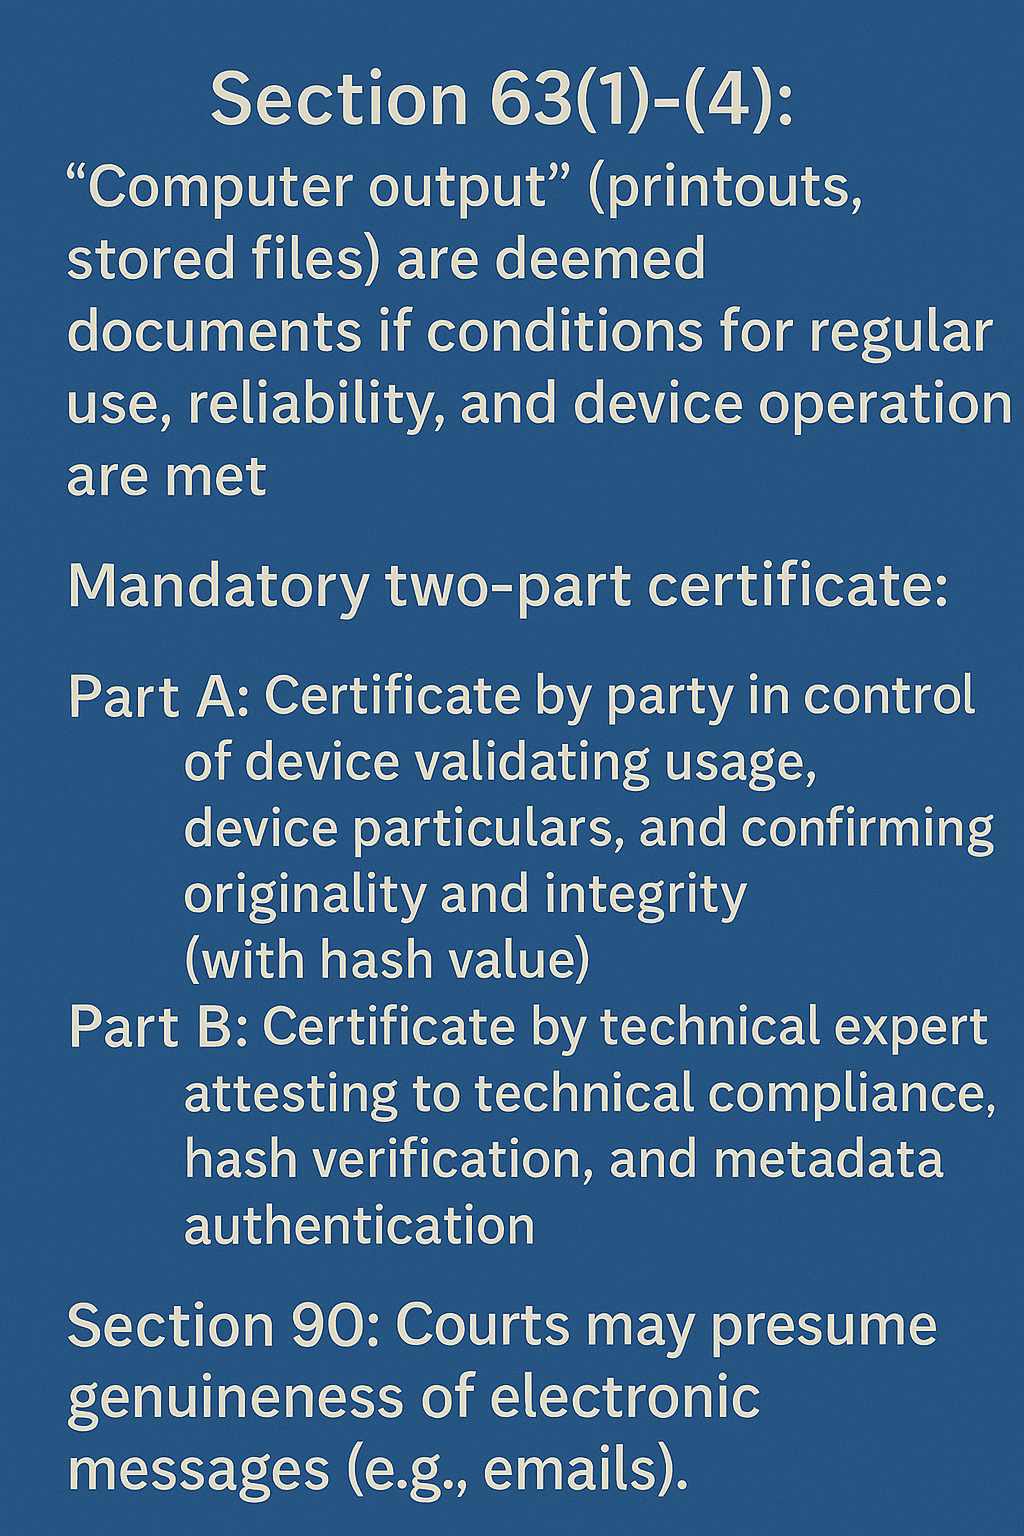 Section 63(1)-(4):
“Computer output” (printouts,
stored files) are deemed
documents if conditions for regular
use, reliability, and device operation
are met
Mandatory two-part certificate:
Part A: Certificate by party in control
of device validating usage,
device particulars, and confirming
originality and integrity
(with hash value)
Part B: Certificate by technical expert
attesting to technical compliance,
hash verification, and metadata
authentication
Section 90: Courts may presume
genuineness of electronic
messages (e.g., emails).